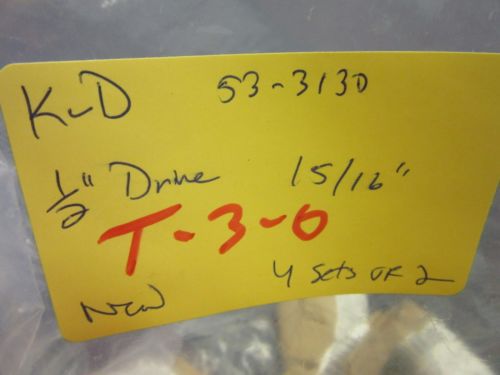 K-D 53-3130
1/2" Drive 15/16"
T-3-0
4 Sets of 2
New